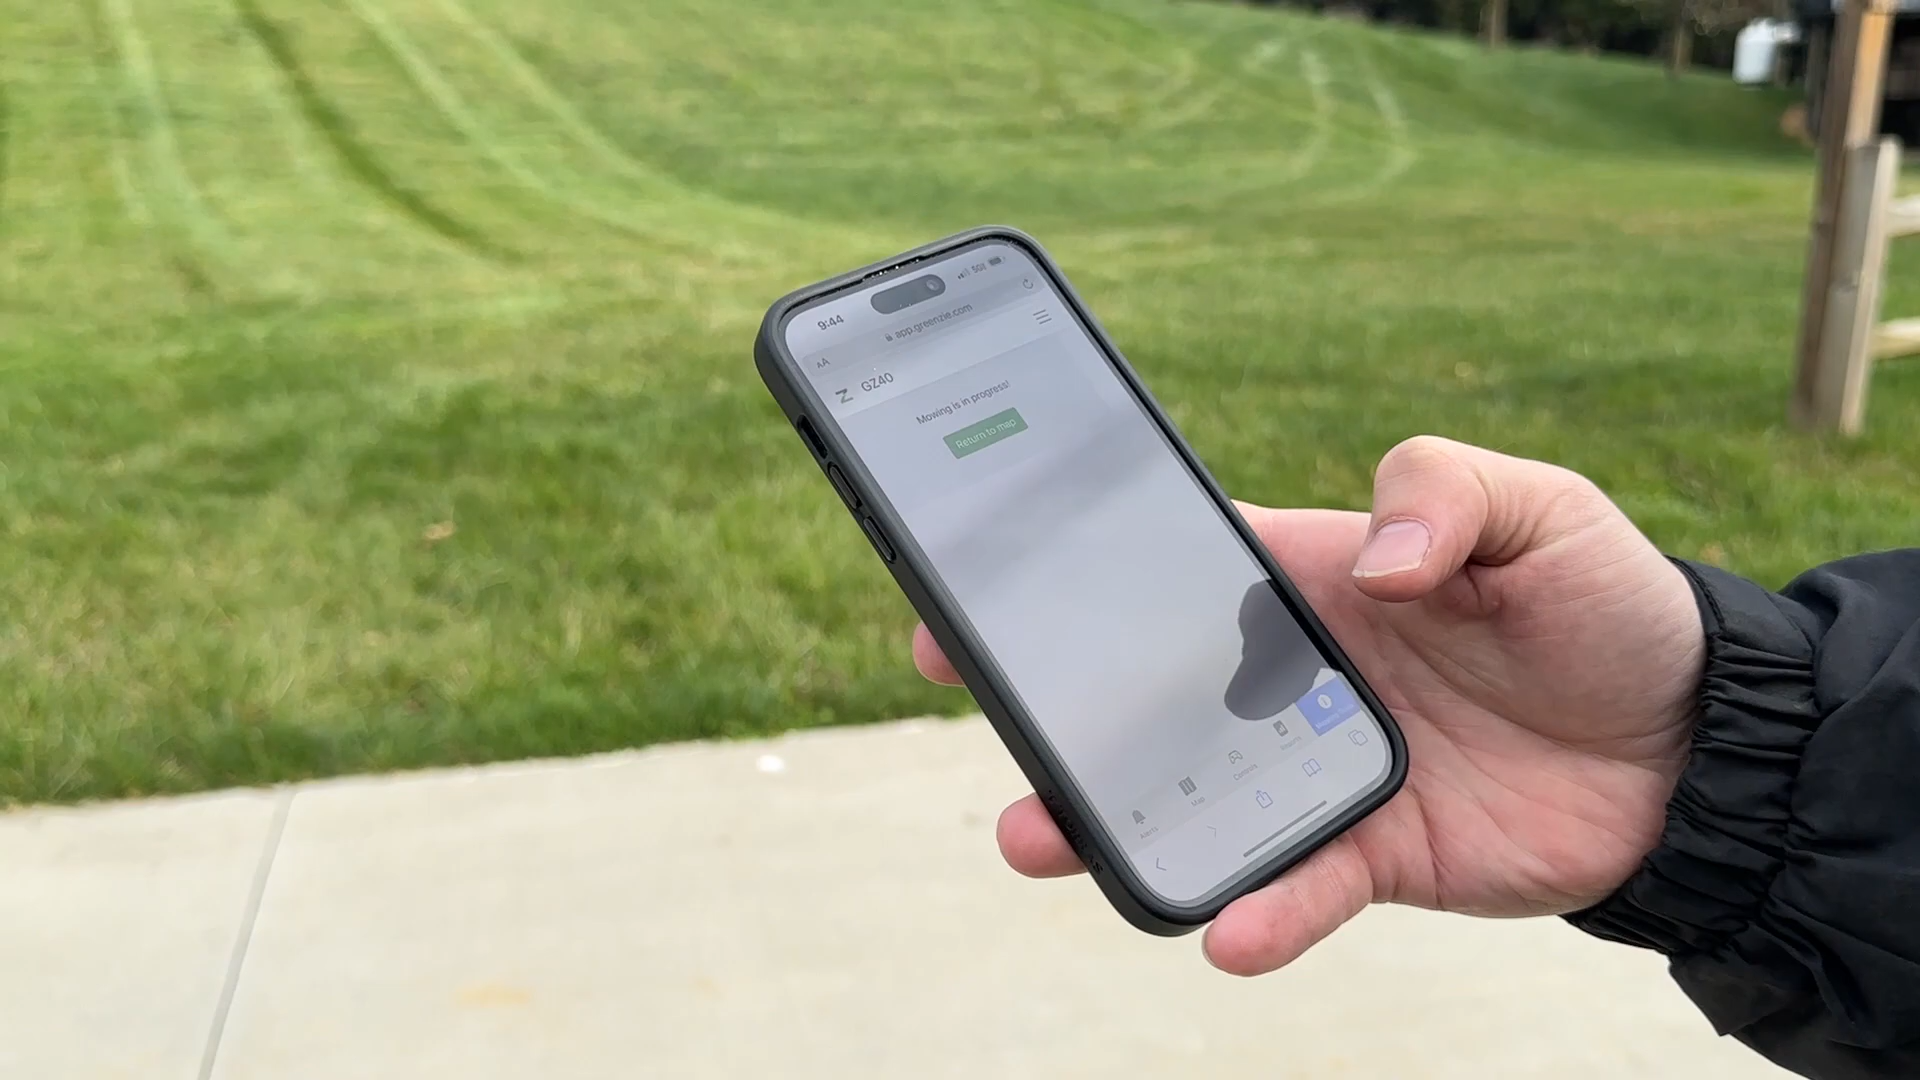 9:44
AA app.greenzie.com
GZ40
Mowing is in progress!
Return to map
Alerts
Map
Controls